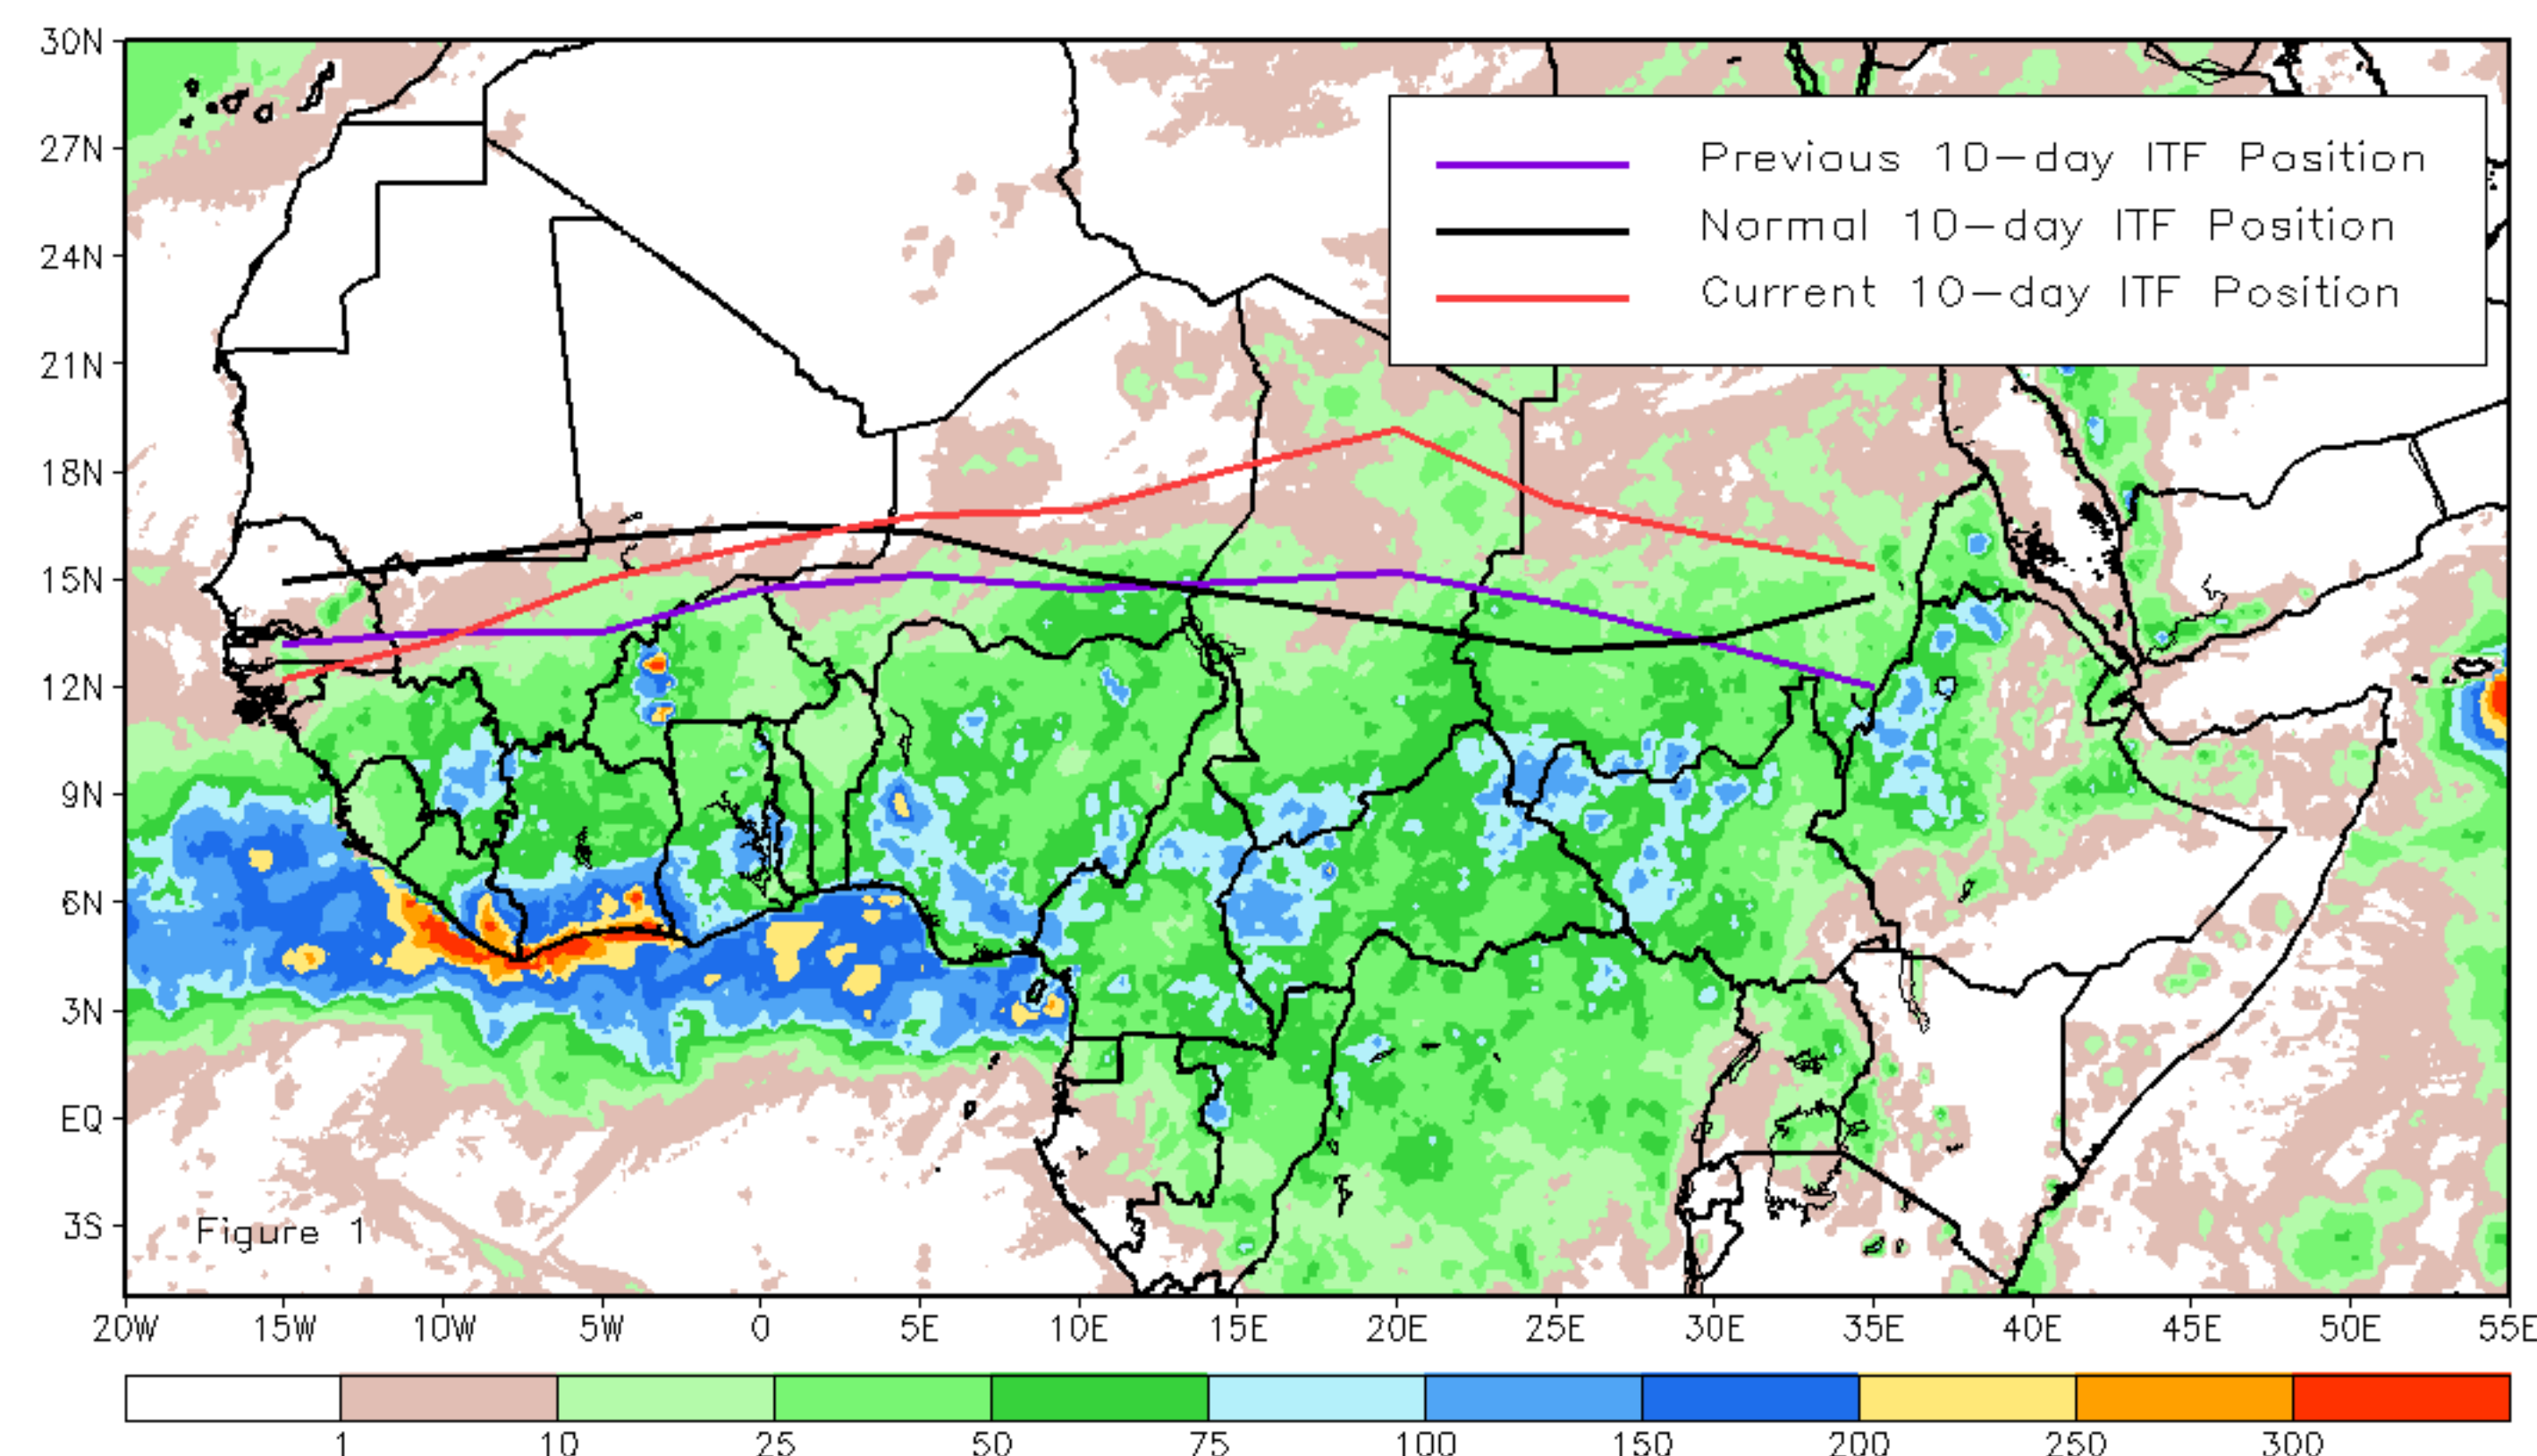 30N
27N
24N
21N
18N
15N
12N
9N
6N
3N
EQ
3S
Previous 10-day ITF Position
Normal 10-day ITF Position
Current 10-day ITF Position
Figure 1
20W 15W 10W 5W 0 5E 10E 15E 20E 25E 30E 35E 40E 45E 50E 55E
1 10 25 50 75 100 150 200 250 300